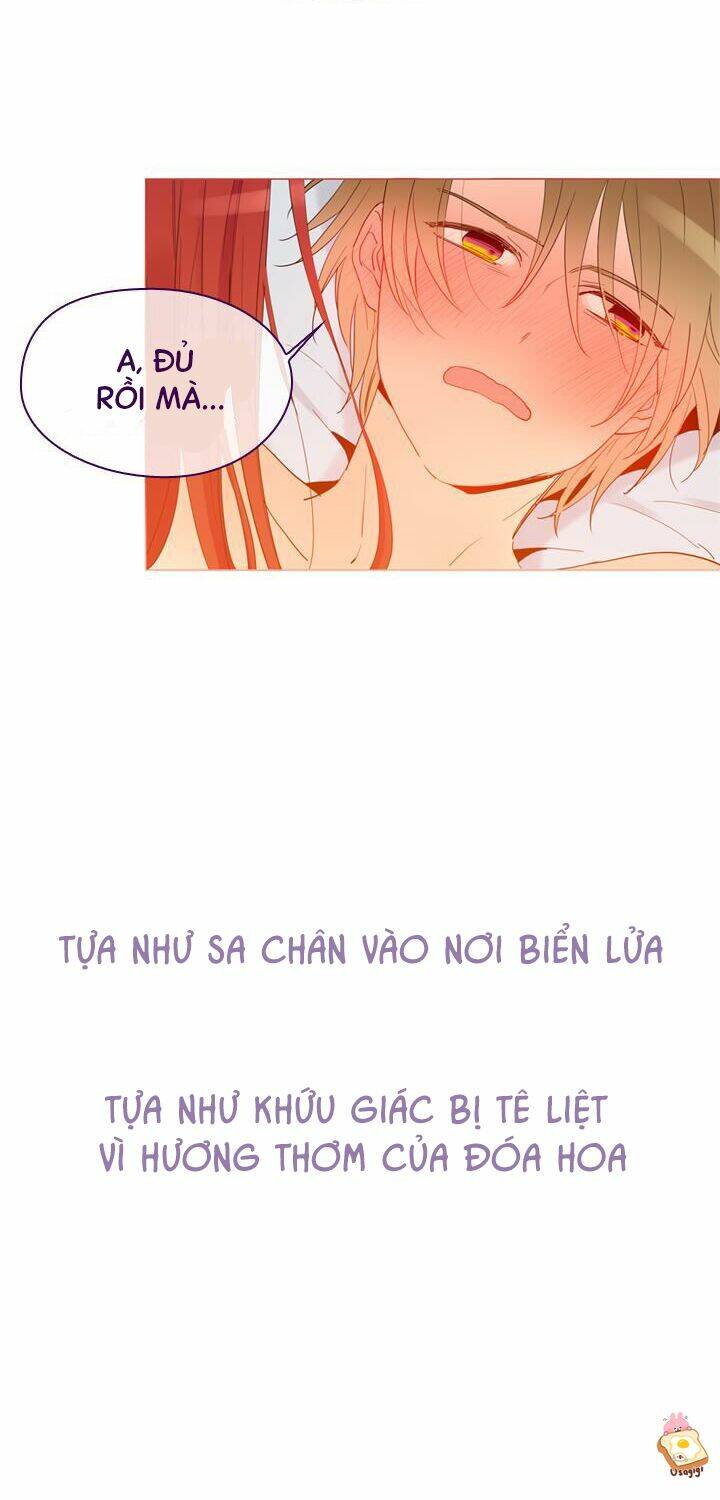 A, ĐỦ
RỒI MÀ...
TỰA NHƯ SA CHÂN VÀO NƠI BIỂN LỬA
TỰA NHƯ KHỨU GIÁC BỊ TÊ LIỆT
VÌ HƯƠNG THƠM CỦA ĐÓA HOA
Usagigi